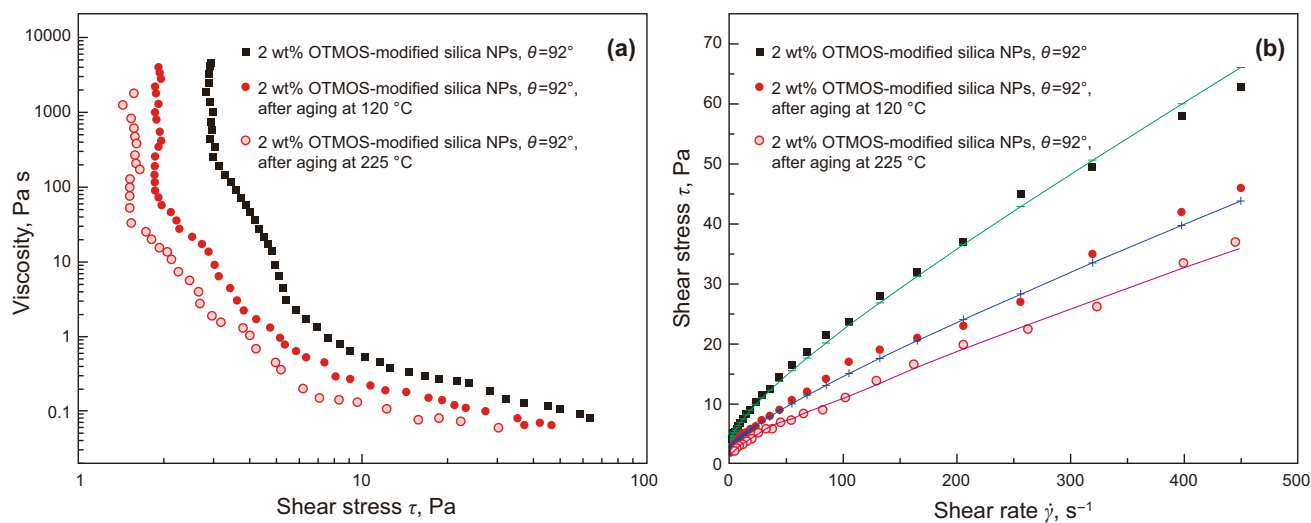 (a)
2 wt% OTMOS-modified silica NPs, θ=92°
2 wt% OTMOS-modified silica NPs, θ=92°,
after aging at 120 °C
2 wt% OTMOS-modified silica NPs, θ=92°,
after aging at 225 °C
Viscosity, Pa s
10000
1000
100
10
1
0.1
1
10
100
Shear stress τ, Pa
(b)
2 wt% OTMOS-modified silica NPs, θ=92°
2 wt% OTMOS-modified silica NPs, θ=92°,
after aging at 120 °C
2 wt% OTMOS-modified silica NPs, θ=92°,
after aging at 225 °C
Shear stress τ, Pa
70
60
50
40
30
20
10
0
0
100
200
300
400
500
Shear rate γ̇, s⁻¹